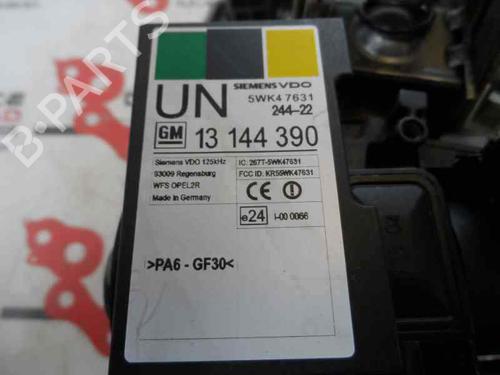 SIEMENS VDO
UN
5WK4 7631
244-22
GM
13 144 390
Siemens VDO 125kHz
93009 Regensburg
WFS OPEL2R
Made in Germany
IC: 267T-5WK47631
FCC ID: KR55WK47631
CE
e24
I-00 0066
>PA6 - GF30<